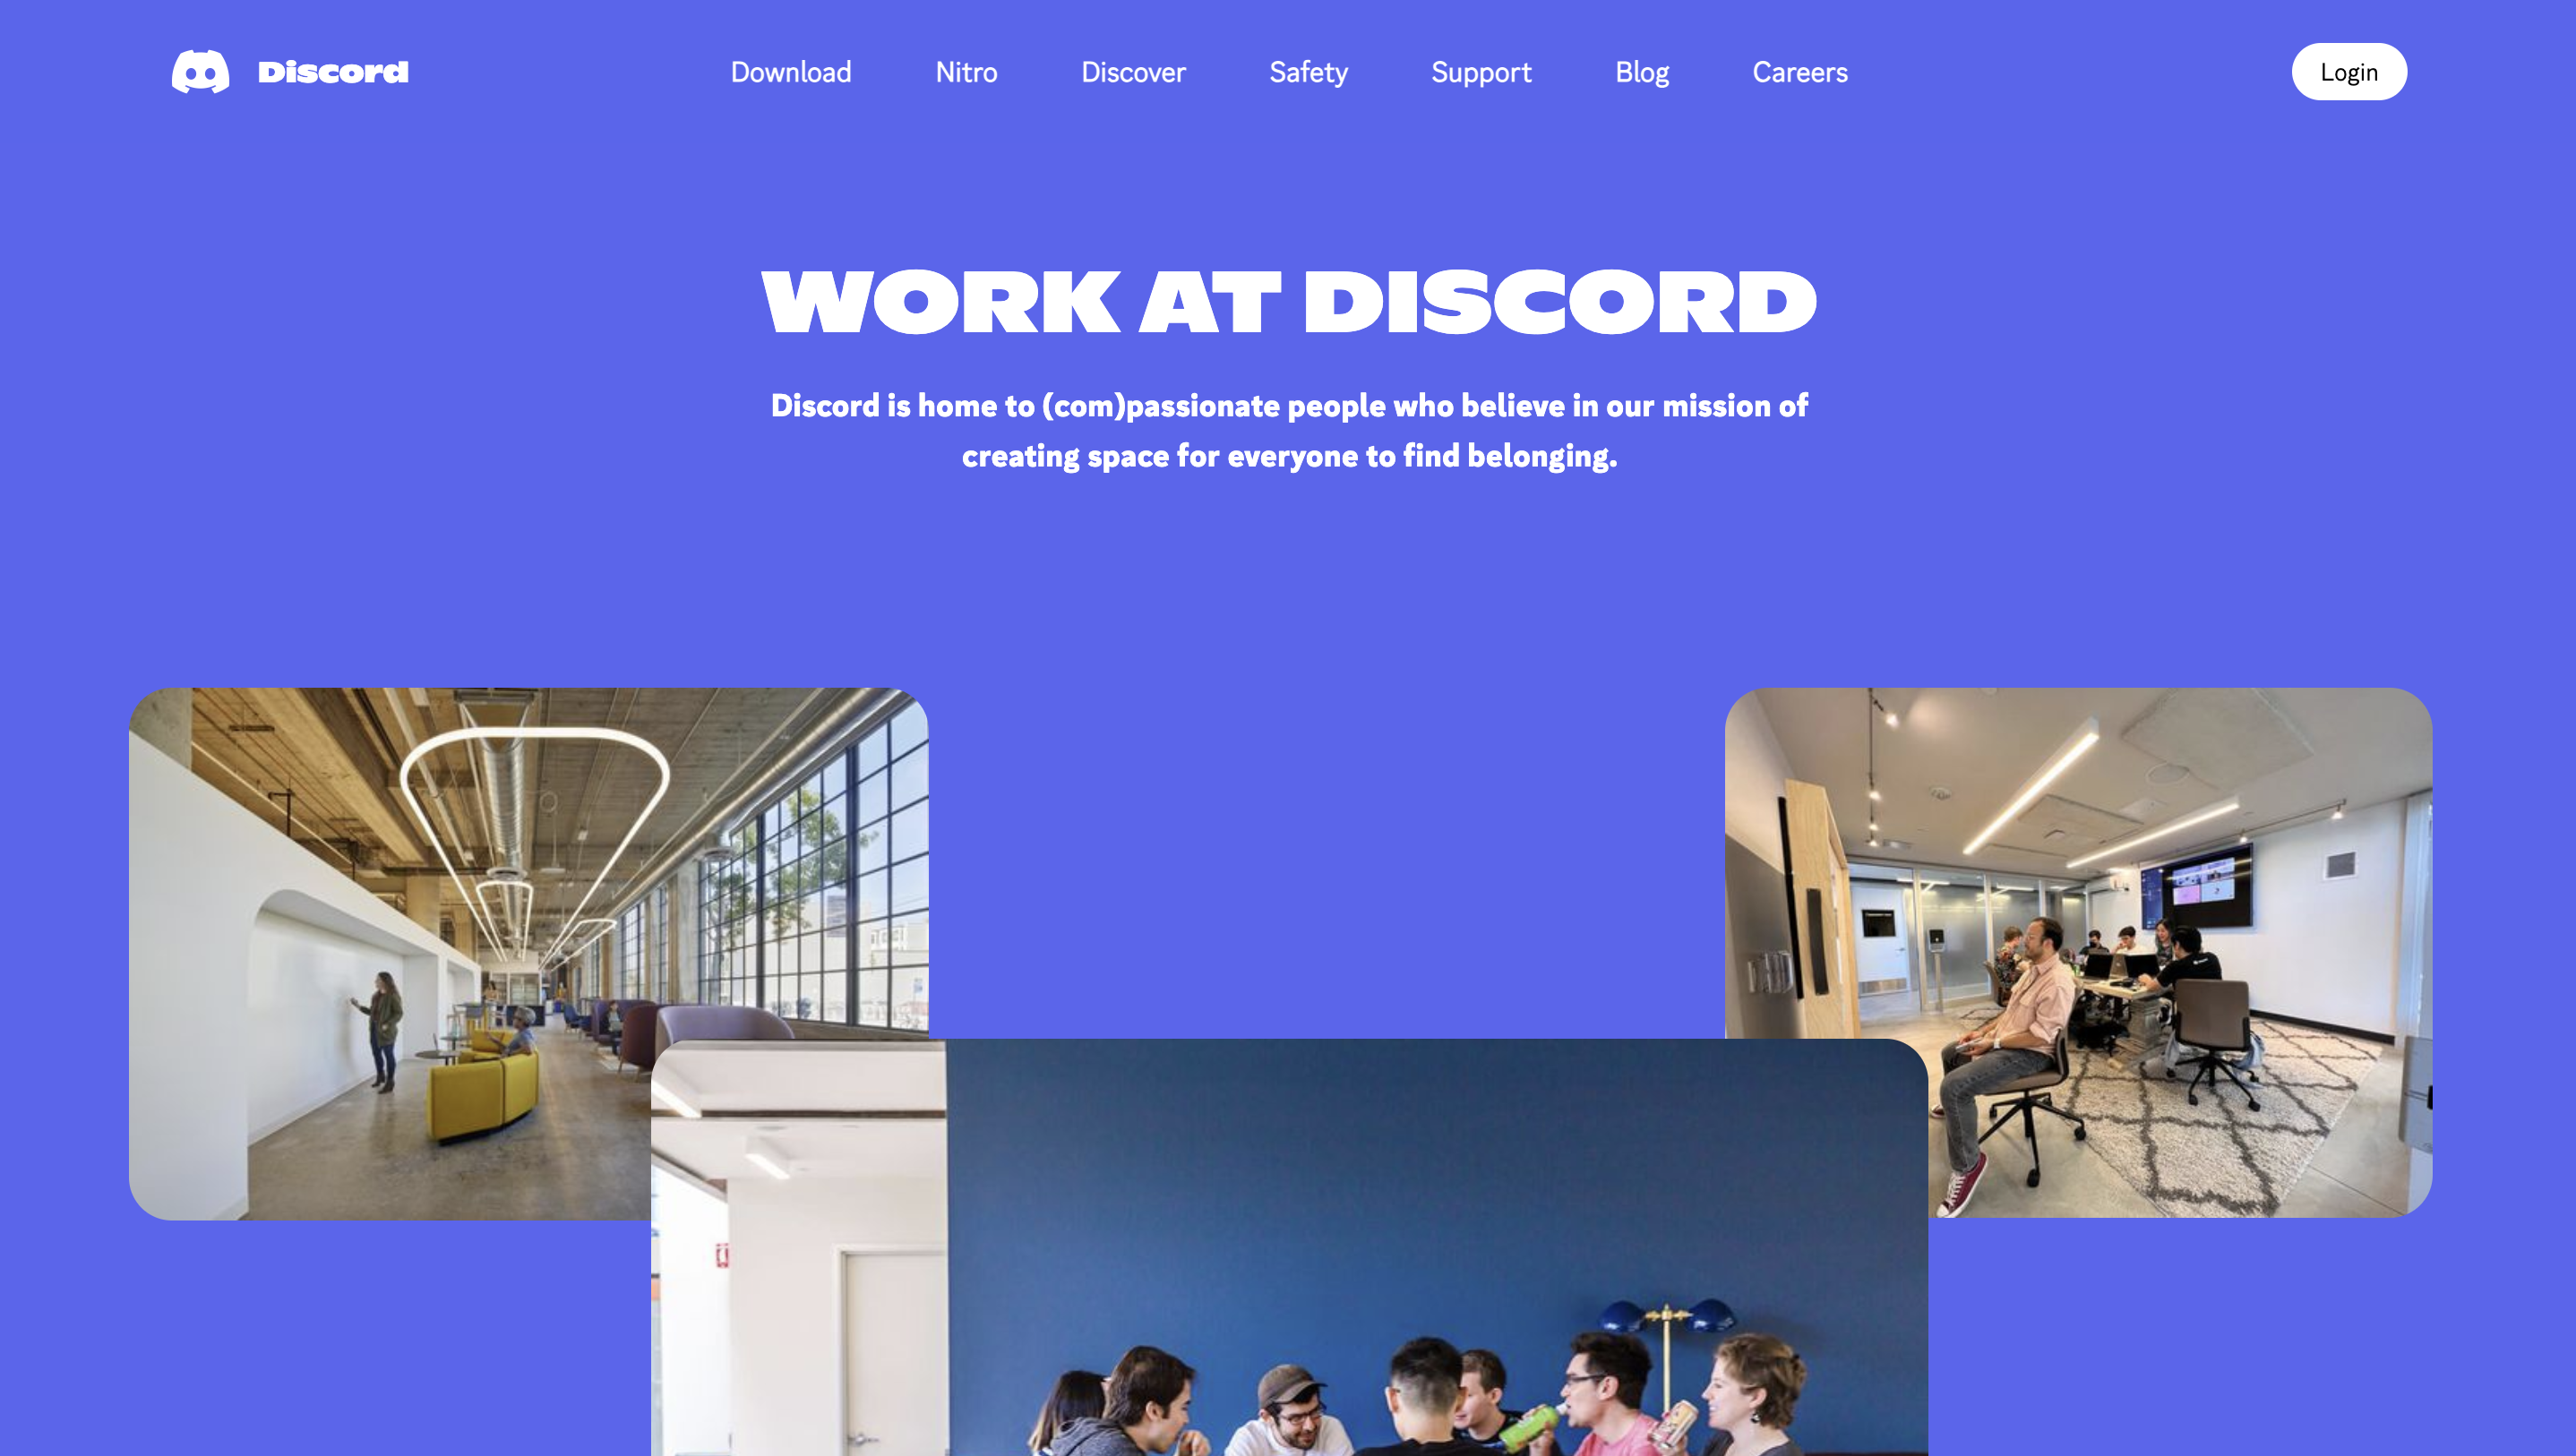 Discord
Download
Nitro
Discover
Safety
Support
Blog
Careers
Login
WORK AT DISCORD
Discord is home to (com)passionate people who believe in our mission of
creating space for everyone to find belonging.